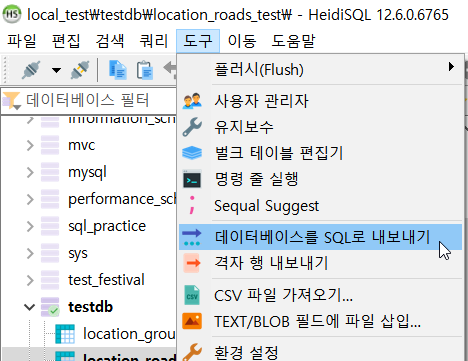 local_test₩testdb₩location_roads_test₩ - HeidiSQL 12.6.0.6765
파일 편집 검색 쿼리 도구 이동 도움말
플러시(Flush)
데이터베이스 필터
사용자 관리자
information_sch
유지보수
mvc
벌크 테이블 편집기
mysql
명령 줄 실행
performance_sc
Sequal Suggest
sql_practice
데이터베이스를 SQL로 내보내기
sys
격자 행 내보내기
test_festival
CSV 파일 가져오기...
testdb
TEXT/BLOB 필드에 파일 삽입...
location_grou
환경 설정
location_road